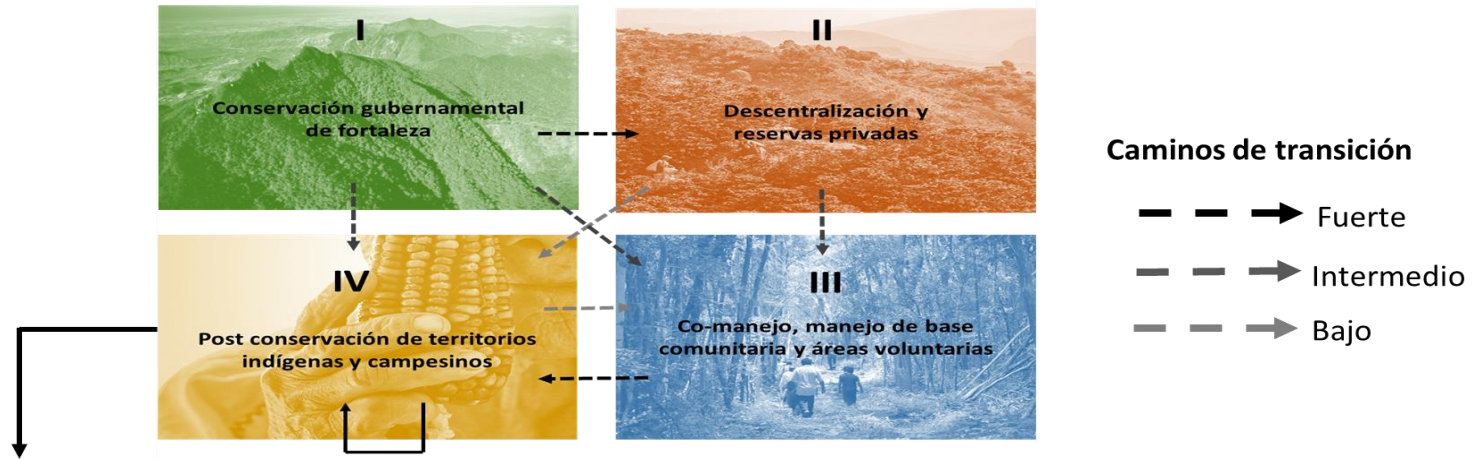 I
Conservación gubernamental
de fortaleza
II
Descentralización y
reservas privadas
IV
Post conservación de territorios
indígenas y campesinos
III
Co-manejo, manejo de base
comunitaria y áreas voluntarias
Caminos de transición
Fuerte
Intermedio
Bajo